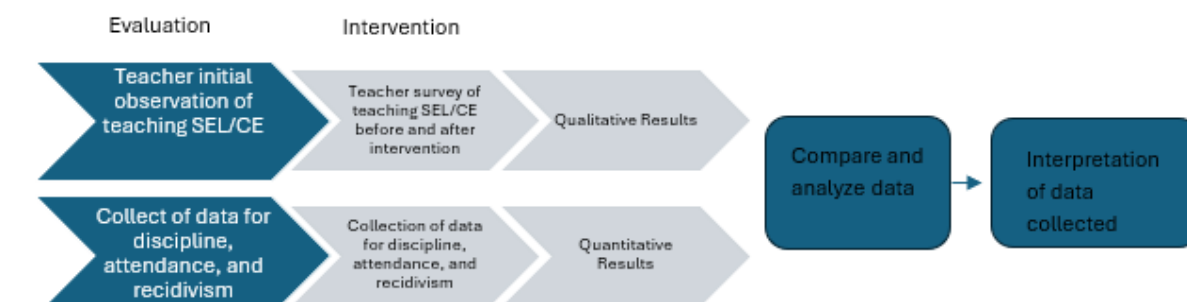 Evaluation
Intervention
Teacher initial
observation of
teaching SEL/CE
Teacher survey of
teaching SEL/CE
before and after
intervention
Qualitative Results
Collect of data for
discipline,
attendance, and
recidivism
Collection of data
for discipline,
attendance, and
recidivism
Quantitative
Results
Compare and
analyze data
Interpretation
of data
collected